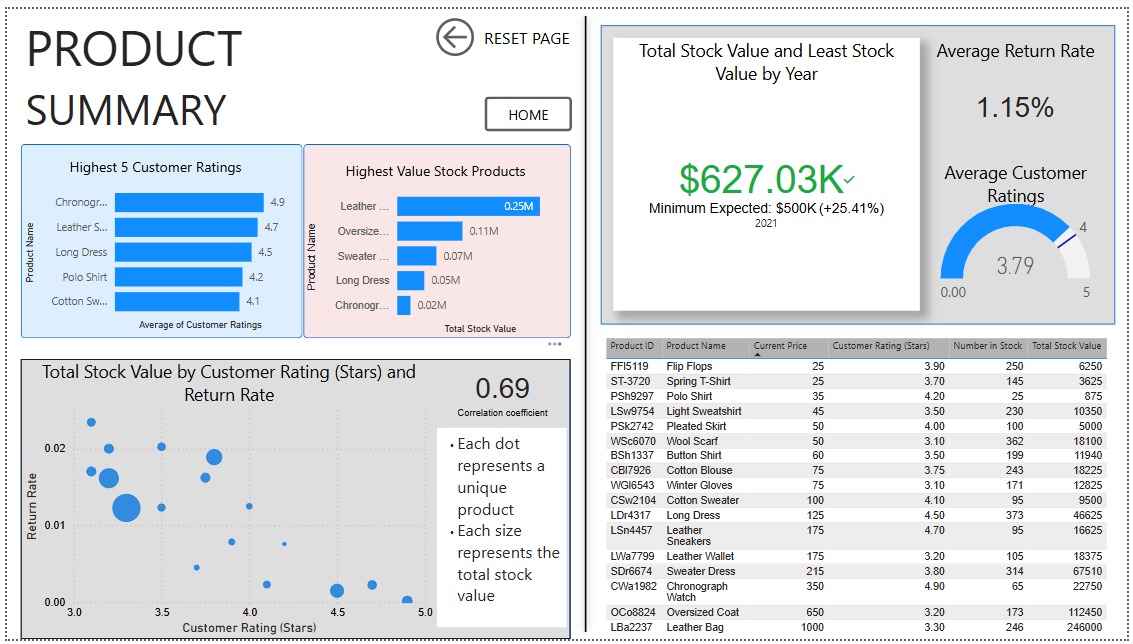 PRODUCT
SUMMARY
RESET PAGE
HOME
Highest 5 Customer Ratings
Product Name
Chronogr... 4.9
Leather S... 4.7
Long Dress 4.5
Polo Shirt 4.2
Cotton Sw... 4.1
Average of Customer Ratings
Highest Value Stock Products
Product Name
Leather ... 0.25M
Oversize... 0.11M
Sweater ... 0.07M
Long Dress 0.05M
Chronogr... 0.02M
Total Stock Value
Total Stock Value by Customer Rating (Stars) and
Return Rate
Return Rate
0.02
0.01
0.00
3.0 3.5 4.0 4.5 5.0
Customer Rating (Stars)
0.69
Correlation coefficient
• Each dot
represents a
unique
product
• Each size
represents the
total stock
value
Total Stock Value and Least Stock
Value by Year
$627.03K
Minimum Expected: $500K (+25.41%)
2021
Average Return Rate
1.15%
Average Customer
Ratings
4
3.79
0.00 5
Product ID Product Name Current Price Customer Rating (Stars) Number in Stock Total Stock Value
FFI5119 Flip Flops 25 3.90 250 6250
ST-3720 Spring T-Shirt 25 3.70 145 3625
PSh9297 Polo Shirt 35 4.20 25 875
LSw9754 Light Sweatshirt 45 3.50 230 10350
PSk2742 Pleated Skirt 50 4.00 100 5000
WSc6070 Wool Scarf 50 3.10 362 18100
BSh1337 Button Shirt 60 3.50 199 11940
CBl7926 Cotton Blouse 75 3.75 243 18225
WGl6543 Winter Gloves 75 3.10 171 12825
CSw2104 Cotton Sweater 100 4.10 95 9500
LDr4317 Long Dress 125 4.50 373 46625
LSn4457 Leather 175 4.70 95 16625
Sneakers
LWa7799 Leather Wallet 175 3.20 105 18375
SDr6674 Sweater Dress 215 3.80 314 67510
CWa1982 Chronograph 350 4.90 65 22750
Watch
OCo8824 Oversized Coat 650 3.20 173 112450
LBa2237 Leather Bag 1000 3.30 246 246000